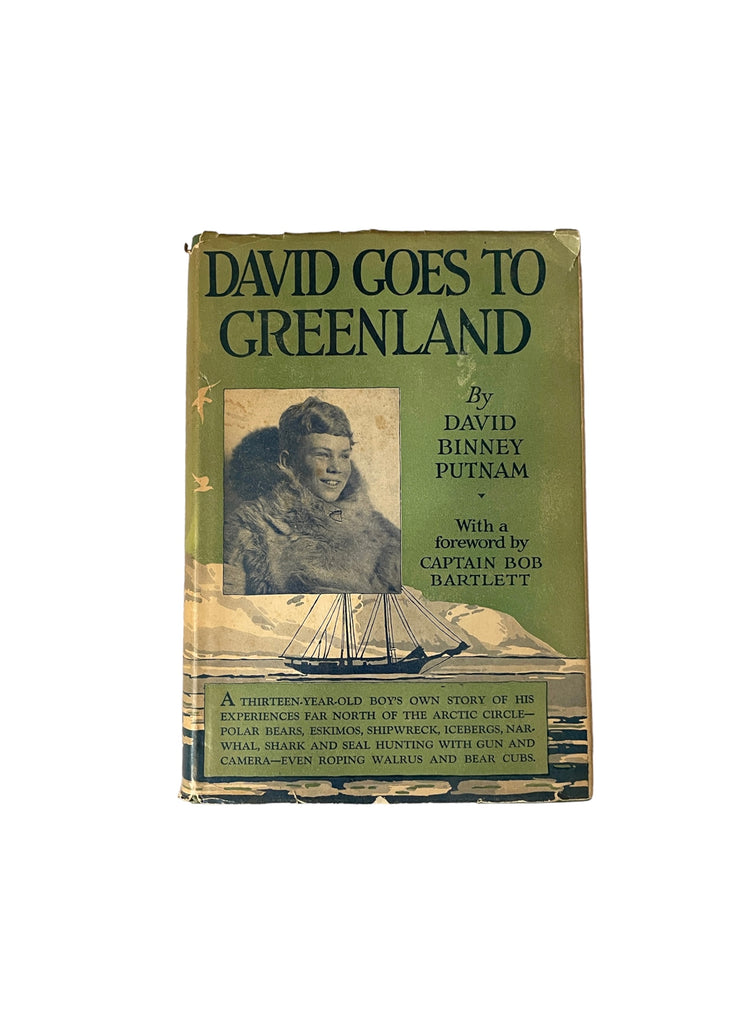 DAVID GOES TO
GREENLAND
By
DAVID
BINNEY
PUTNAM
With a
foreword by
CAPTAIN BOB
BARTLETT
A THIRTEEN-YEAR-OLD BOY'S OWN STORY OF HIS
EXPERIENCES FAR NORTH OF THE ARCTIC CIRCLE—
POLAR BEARS, ESKIMOS, SHIPWRECK, ICEBERGS, NAR-
WHAL, SHARK AND SEAL HUNTING WITH GUN AND
CAMERA—EVEN ROPING WALRUS AND BEAR CUBS.